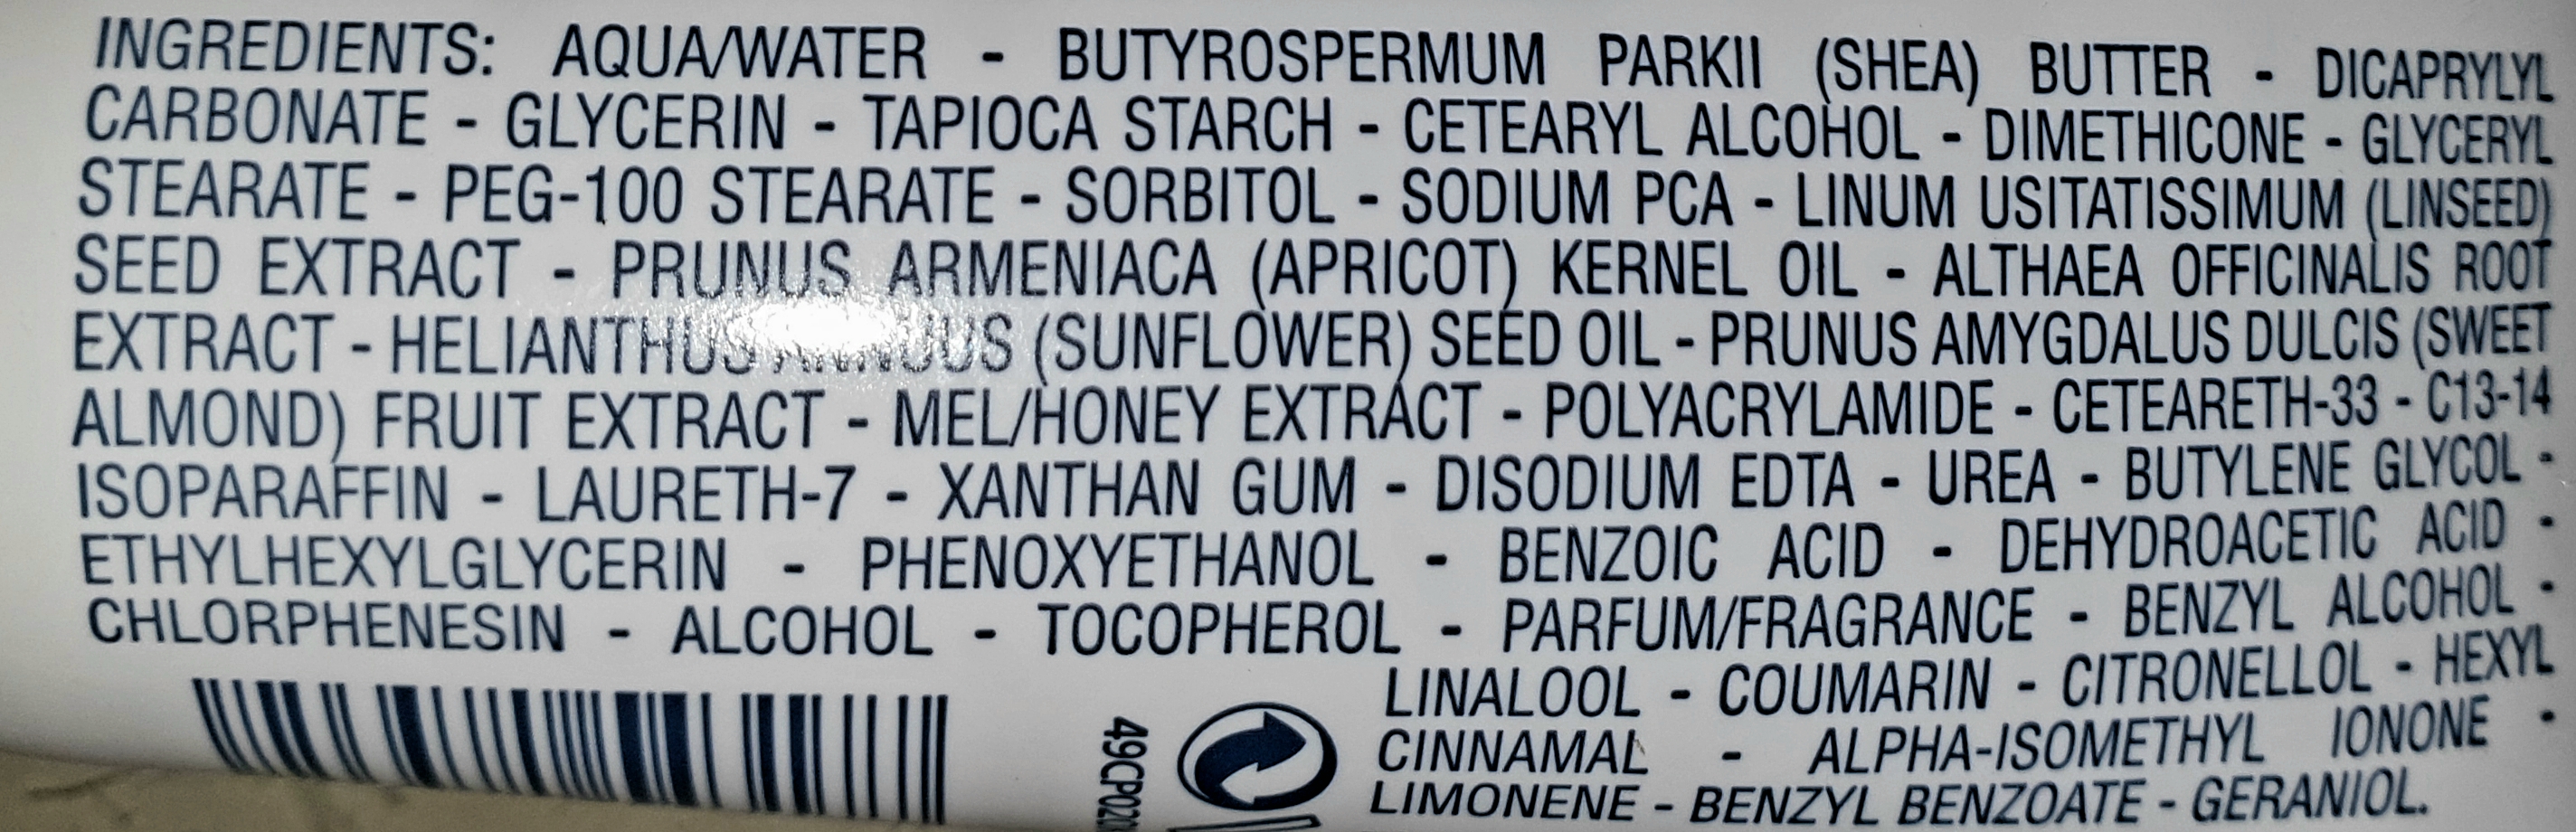 INGREDIENTS: AQUA/WATER - BUTYROSPERMUM PARKII (SHEA) BUTTER - DICAPRYLYL
CARBONATE - GLYCERIN - TAPIOCA STARCH - CETEARYL ALCOHOL - DIMETHICONE - GLYCERYL
STEARATE - PEG-100 STEARATE - SORBITOL - SODIUM PCA - LINUM USITATISSIMUM (LINSEED)
SEED EXTRACT - PRUNUS ARMENIACA (APRICOT) KERNEL OIL - ALTHAEA OFFICINALIS ROOT
EXTRACT - HELIANTHUS ANNUUS (SUNFLOWER) SEED OIL - PRUNUS AMYGDALUS DULCIS (SWEET
ALMOND) FRUIT EXTRACT - MEL/HONEY EXTRACT - POLYACRYLAMIDE - CETEARETH-33 - C13-14
ISOPARAFFIN - LAURETH-7 - XANTHAN GUM - DISODIUM EDTA - UREA - BUTYLENE GLYCOL -
ETHYLHEXYLGLYCERIN - PHENOXYETHANOL - BENZOIC ACID - DEHYDROACETIC ACID -
CHLORPHENESIN - ALCOHOL - TOCOPHEROL - PARFUM/FRAGRANCE - BENZYL ALCOHOL -
LINALOOL - COUMARIN - CITRONELLOL - HEXYL
CINNAMAL - ALPHA-ISOMETHYL IONONE -
LIMONENE - BENZYL BENZOATE - GERANIOL.